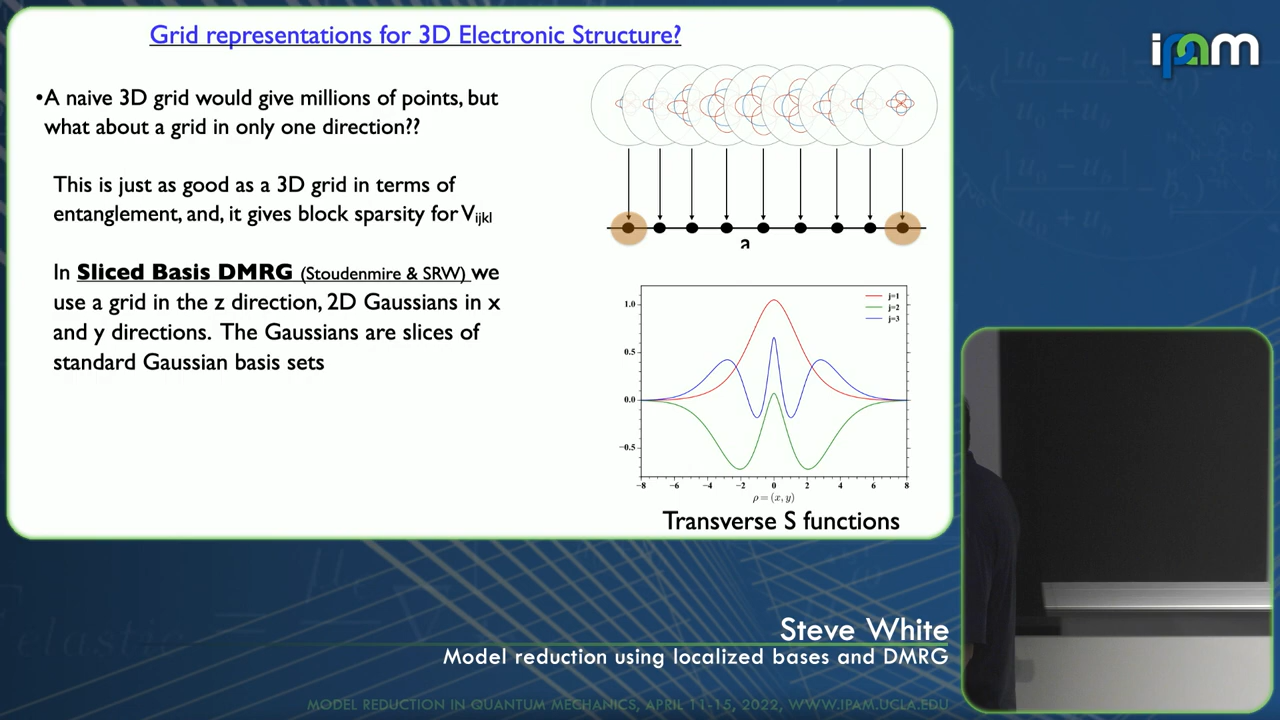 Grid representations for 3D Electronic Structure?
ipam
•A naive 3D grid would give millions of points, but
what about a grid in only one direction??
This is just as good as a 3D grid in terms of
entanglement, and, it gives block sparsity for Vijkl
In Sliced Basis DMRG (Stoudenmire & SRW) we
use a grid in the z direction, 2D Gaussians in x
and y directions. The Gaussians are slices of
standard Gaussian basis sets
a
j=1
j=2
j=3
1.0
0.5
0.0
−0.5
−8 −6 −4 −2 0 2 4 6 8
ρ = (x, y)
Transverse S functions
Steve White
Model reduction using localized bases and DMRG
MODEL REDUCTION IN QUANTUM MECHANICS, APRIL 11-15, 2022, WWW.IPAM.UCLA.EDU